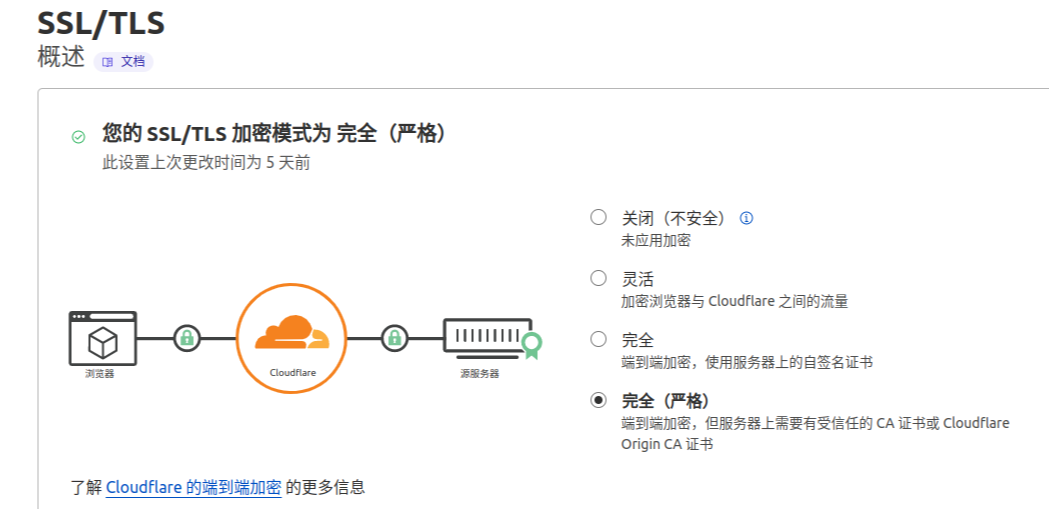 SSL/TLS
概述 文档
您的 SSL/TLS 加密模式为 完全（严格）
此设置上次更改时间为 5 天前
关闭（不安全）
未应用加密
灵活
加密浏览器与 Cloudflare 之间的流量
完全
端到端加密，使用服务器上的自签名证书
完全（严格）
端到端加密，但服务器上需要有受信任的 CA 证书或 Cloudflare
Origin CA 证书
浏览器
Cloudflare
源服务器
了解 Cloudflare 的端到端加密 的更多信息